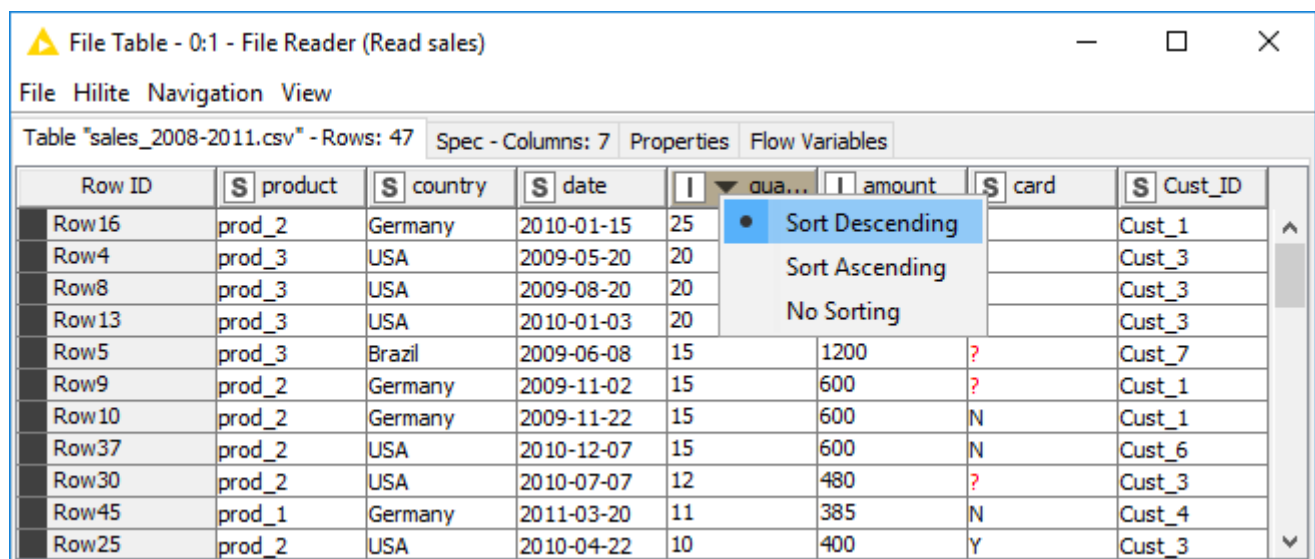 File Table - 0:1 - File Reader (Read sales)
File Hilite Navigation View
Table "sales_2008-2011.csv" - Rows: 47 Spec - Columns: 7 Properties Flow Variables
Row ID S product S country S date I qua... I amount S card S Cust_ID
Row16 prod_2 Germany 2010-01-15 25 Sort Descending Cust_1
Row4 prod_3 USA 2009-05-20 20 Sort Ascending Cust_3
Row8 prod_3 USA 2009-08-20 20 Cust_3
Row13 prod_3 USA 2010-01-03 20 No Sorting Cust_3
Row5 prod_3 Brazil 2009-06-08 15 1200 ? Cust_7
Row9 prod_2 Germany 2009-11-02 15 600 ? Cust_1
Row10 prod_2 Germany 2009-11-22 15 600 N Cust_1
Row37 prod_2 USA 2010-12-07 15 600 N Cust_6
Row30 prod_2 USA 2010-07-07 12 480 ? Cust_3
Row45 prod_1 Germany 2011-03-20 11 385 N Cust_4
Row25 prod_2 USA 2010-04-22 10 400 Y Cust_3